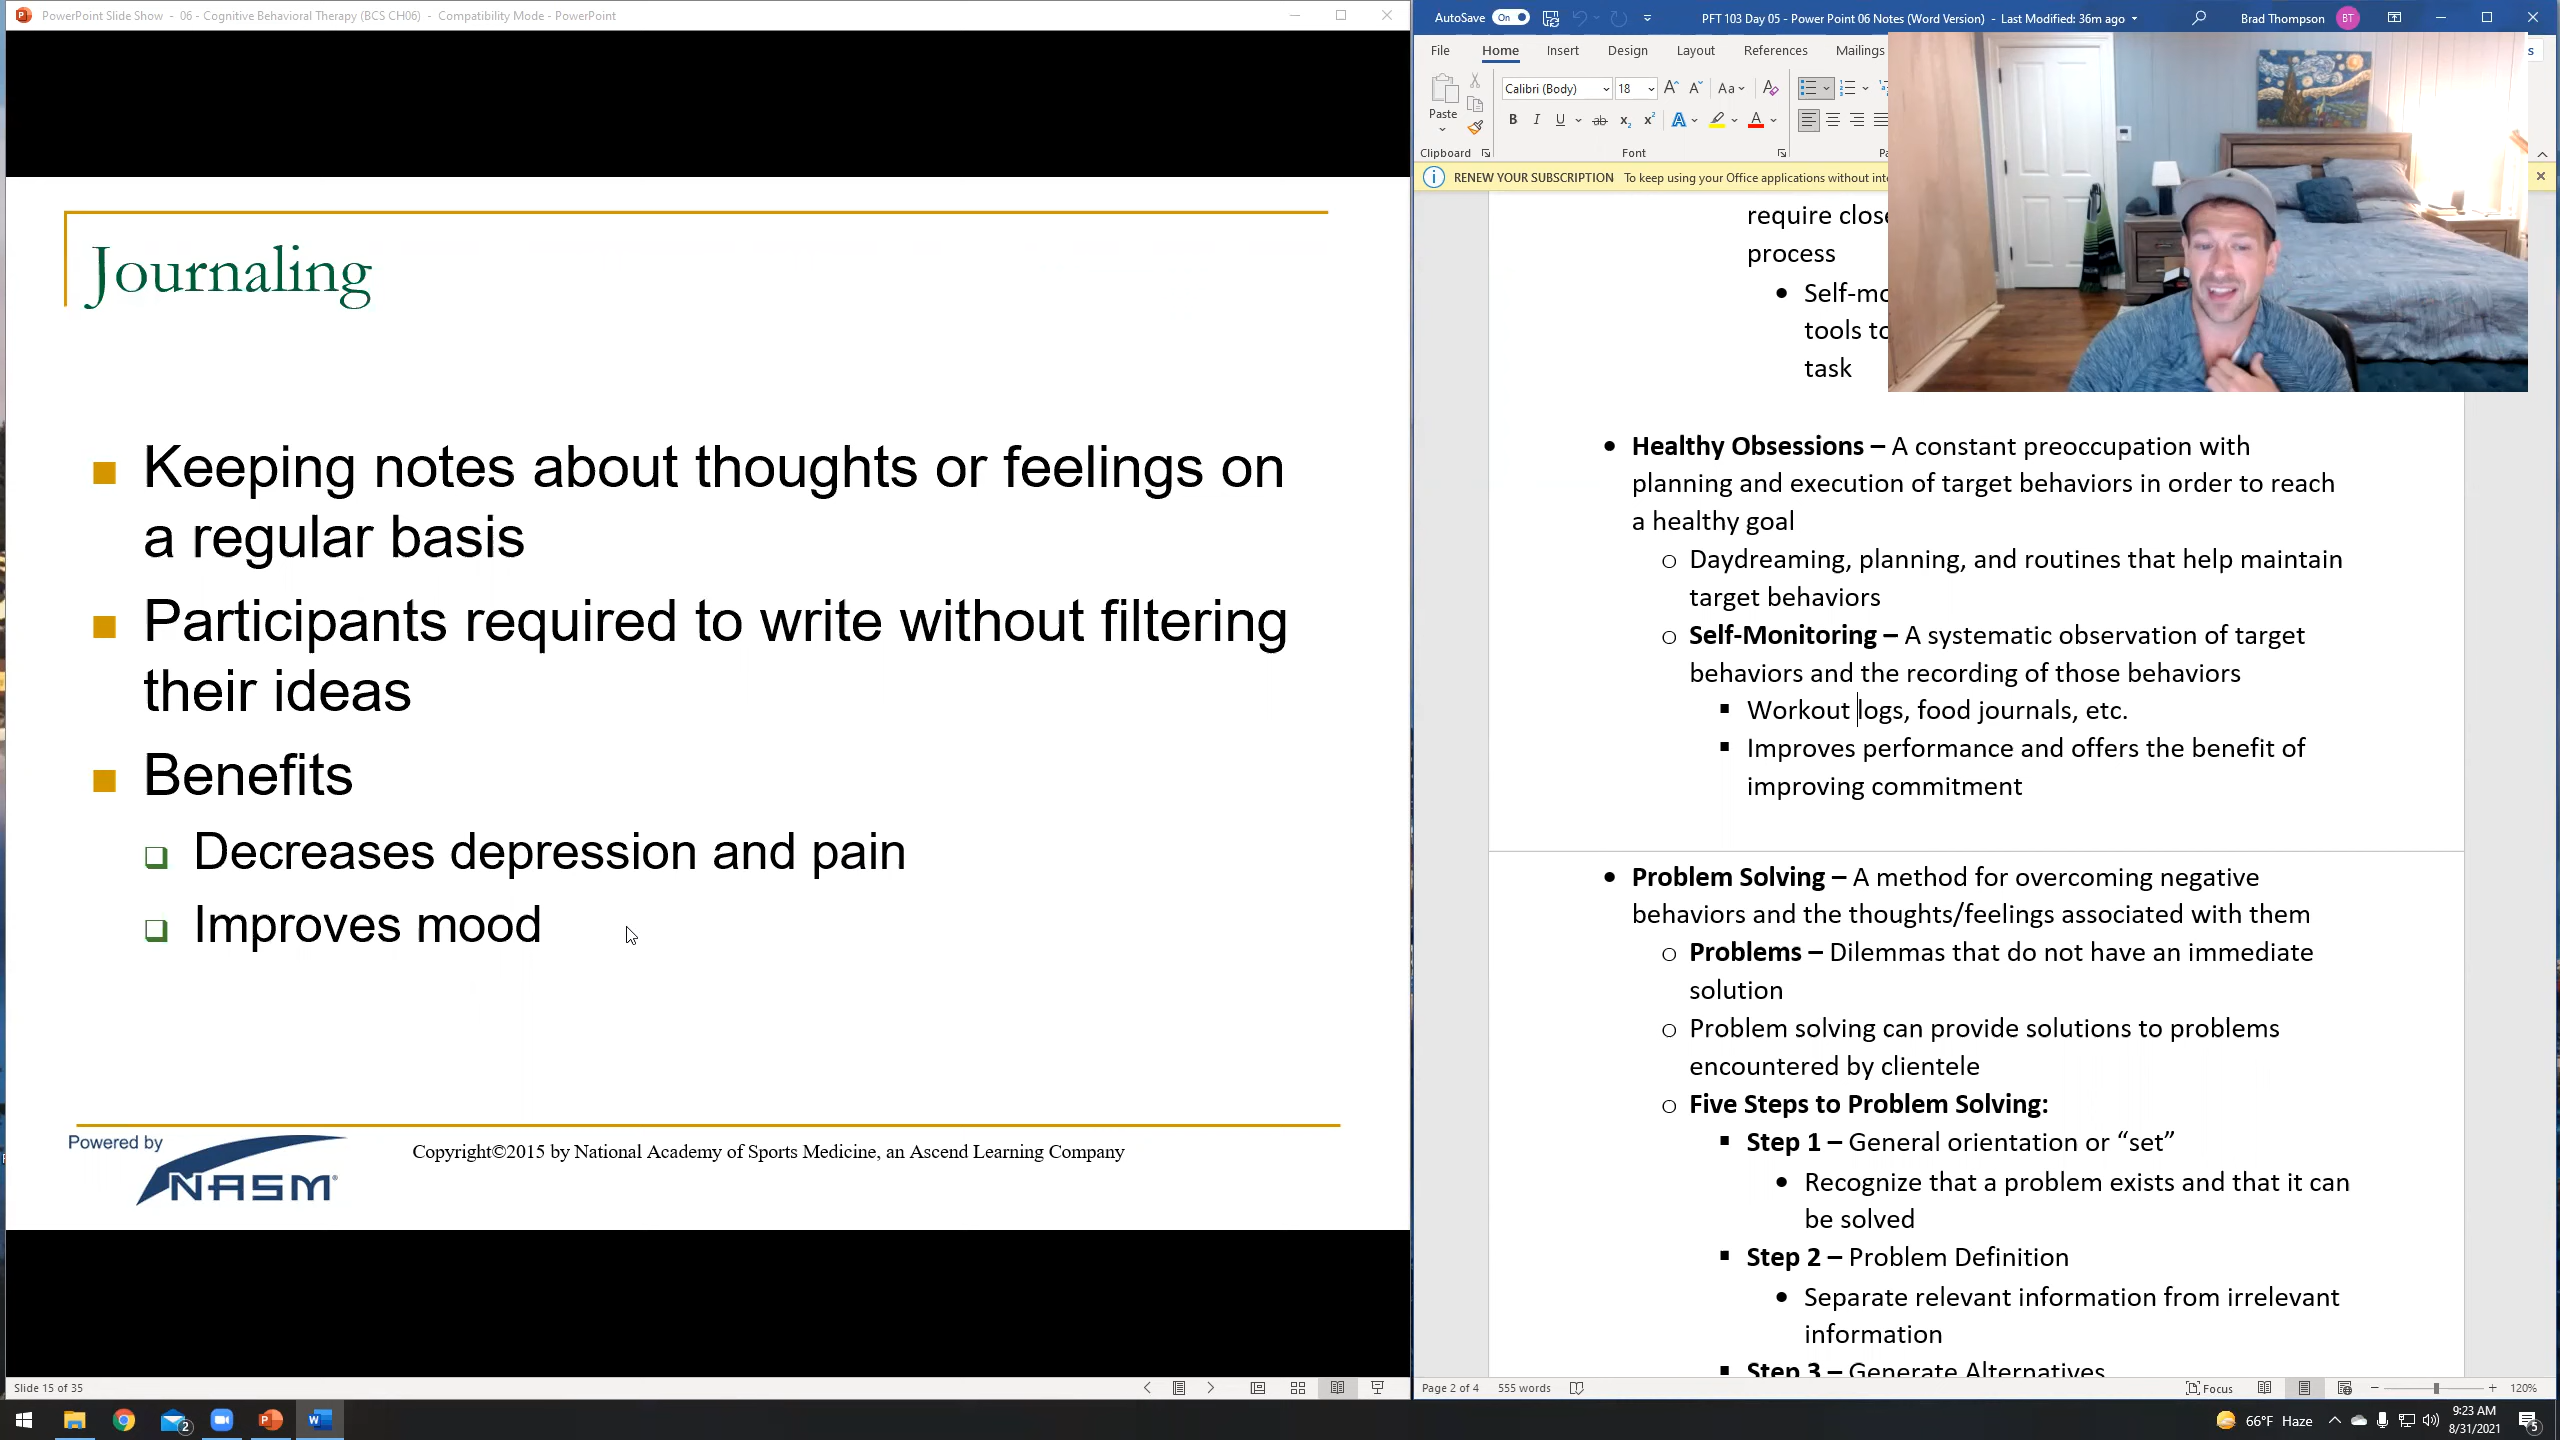 PowerPoint Slide Show - 06 - Cognitive Behavioral Therapy (BCS CH06) - Compatibility Mode - PowerPoint
Journaling
Keeping notes about thoughts or feelings on
a regular basis
Participants required to write without filtering
their ideas
Benefits
Decreases depression and pain
Improves mood
Powered by
NASM
Copyright©2015 by National Academy of Sports Medicine, an Ascend Learning Company
Slide 15 of 35
AutoSave On
PFT 103 Day 05 - Power Point 06 Notes (Word Version) - Last Modified: 36m ago
Brad Thompson BT
File Home Insert Design Layout References Mailings
Paste
Calibri (Body) 18
Clipboard Font
RENEW YOUR SUBSCRIPTION To keep using your Office applications without
require close
process
Self-mo
tools to
task
• Healthy Obsessions – A constant preoccupation with
planning and execution of target behaviors in order to reach
a healthy goal
o Daydreaming, planning, and routines that help maintain
target behaviors
o Self-Monitoring – A systematic observation of target
behaviors and the recording of those behaviors
▪ Workout logs, food journals, etc.
▪ Improves performance and offers the benefit of
improving commitment
• Problem Solving – A method for overcoming negative
behaviors and the thoughts/feelings associated with them
o Problems – Dilemmas that do not have an immediate
solution
o Problem solving can provide solutions to problems
encountered by clientele
o Five Steps to Problem Solving:
▪ Step 1 – General orientation or “set”
• Recognize that a problem exists and that it can
be solved
▪ Step 2 – Problem Definition
• Separate relevant information from irrelevant
information
▪ Step 3 – Generate Alternatives
Page 2 of 4 555 words
Focus
120%
2
66°F Haze
9:23 AM
8/31/2021
5